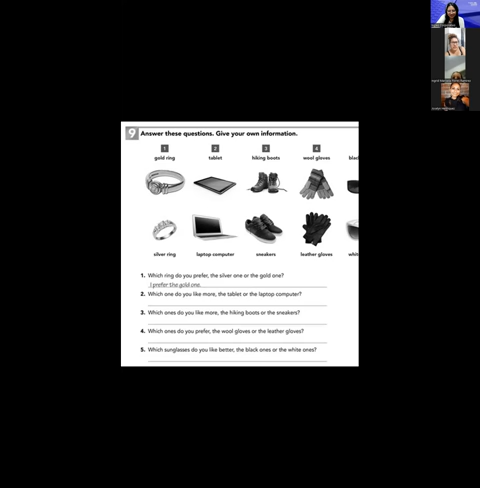 9 Answer these questions. Give your own information.
1 2 3 4
gold ring tablet hiking boots wool gloves
silver ring laptop computer sneakers leather gloves
1. Which ring do you prefer, the silver one or the gold one?
I prefer the gold one.
2. Which one do you like more, the tablet or the laptop computer?
3. Which ones do you like more, the hiking boots or the sneakers?
4. Which ones do you prefer, the wool gloves or the leather gloves?
5. Which sunglasses do you like better, the black ones or the white ones?